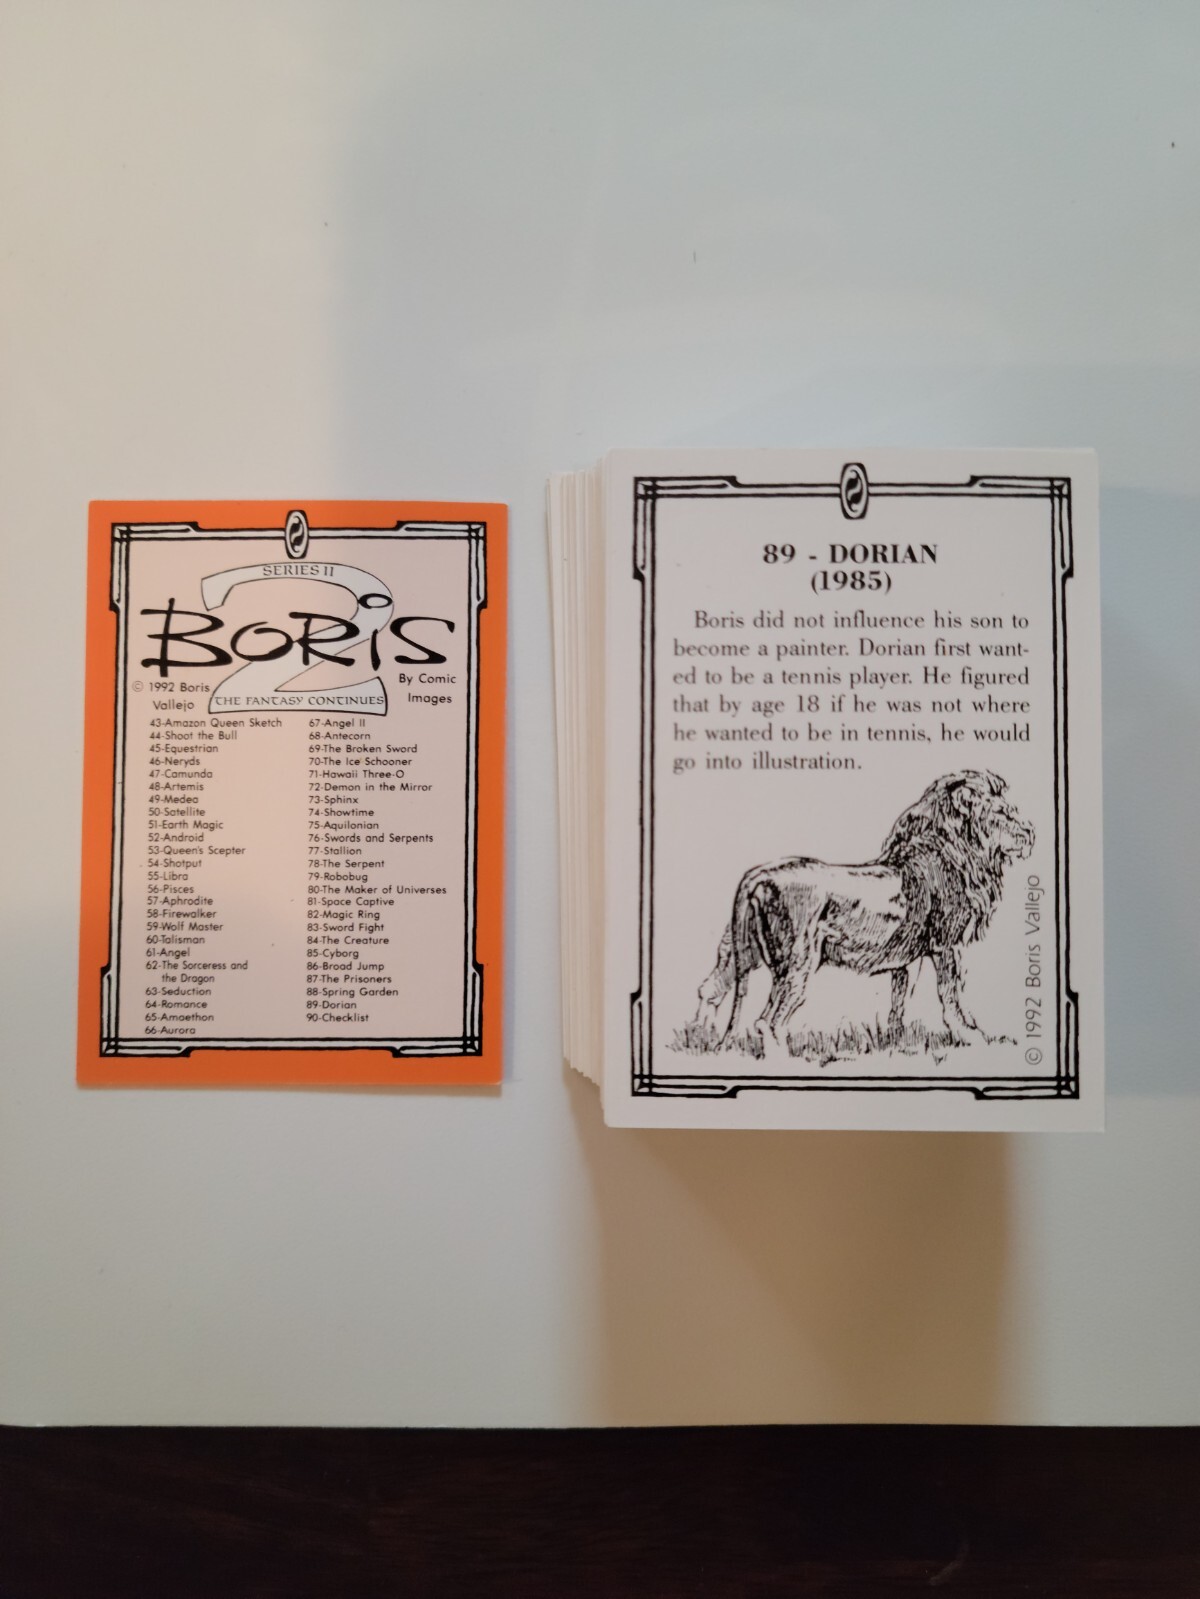 SERIES II
2
BORIS
© 1992 Boris
Vallejo
THE FANTASY CONTINUES
By Comic
Images
43-Amazon Queen Sketch
44-Shoot the Bull
45-Equestrian
46-Neryds
47-Camunda
48-Artemis
49-Medea
50-Satellite
51-Earth Magic
52-Android
53-Queen's Scepter
54-Shotput
55-Libra
56-Pisces
57-Aphrodite
58-Firewalker
59-Wolf Master
60-Talisman
61-Angel
62-The Sorceress and
the Dragon
63-Seduction
64-Romance
65-Amaethon
66-Aurora
67-Angel II
68-Antecorn
69-The Broken Sword
70-The Ice Schooner
71-Hawaii Three-O
72-Demon in the Mirror
73-Sphinx
74-Showtime
75-Aquilonian
76-Swords and Serpents
77-Stallion
78-The Serpent
79-Robobug
80-The Maker of Universes
81-Space Captive
82-Magic Ring
83-Sword Fight
84-The Creature
85-Cyborg
86-Broad Jump
87-The Prisoners
88-Spring Garden
89-Dorian
90-Checklist
89 - DORIAN
(1985)
Boris did not influence his son to
become a painter. Dorian first want-
ed to be a tennis player. He figured
that by age 18 if he was not where
he wanted to be in tennis, he would
go into illustration.
© 1992 Boris Vallejo